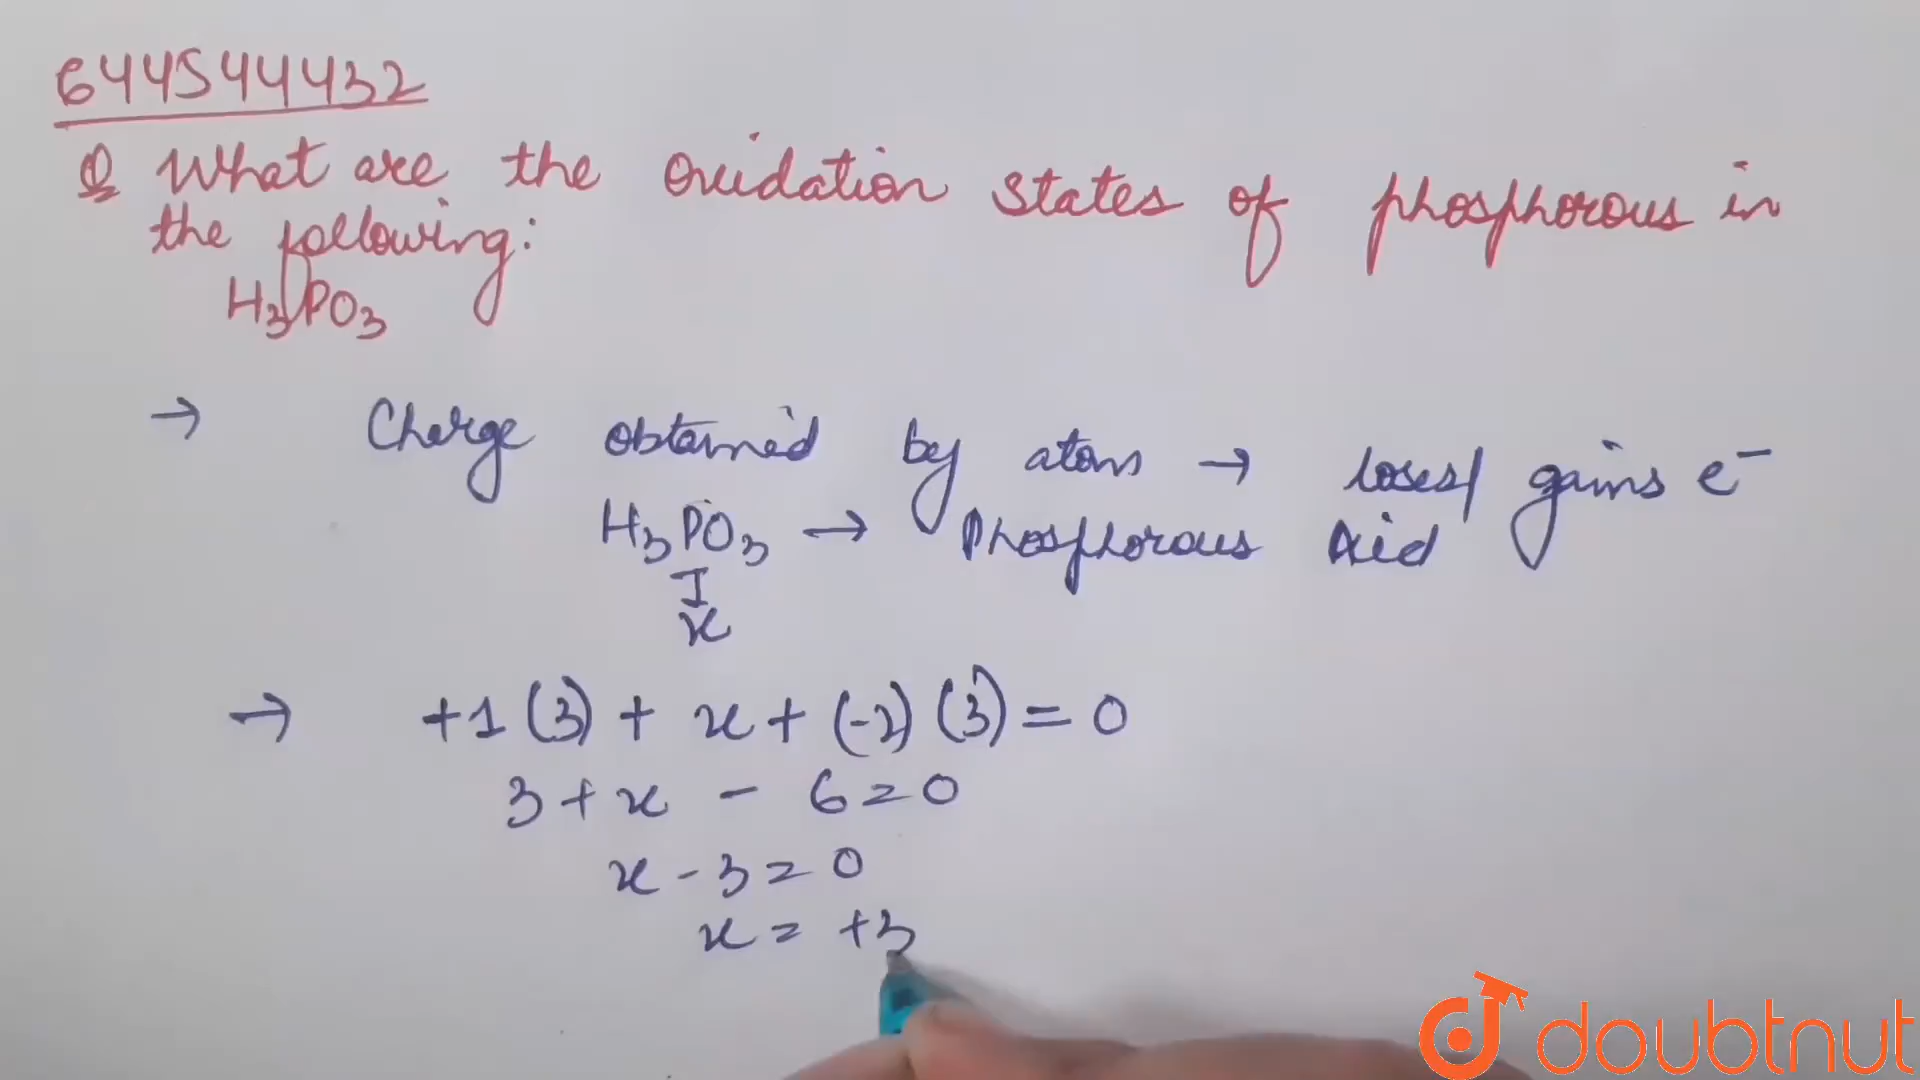 644544432
Q What are the Oxidation States of phosphorous in
the following:
H3PO3
→ Charge obtained by atom → loses/ gains e⁻
H3PO3 → Phosphorous Acid
x
→ +1(3) + x + (-2)(3) = 0
3 + x - 6 = 0
x - 3 = 0
x = +3
doubtnut